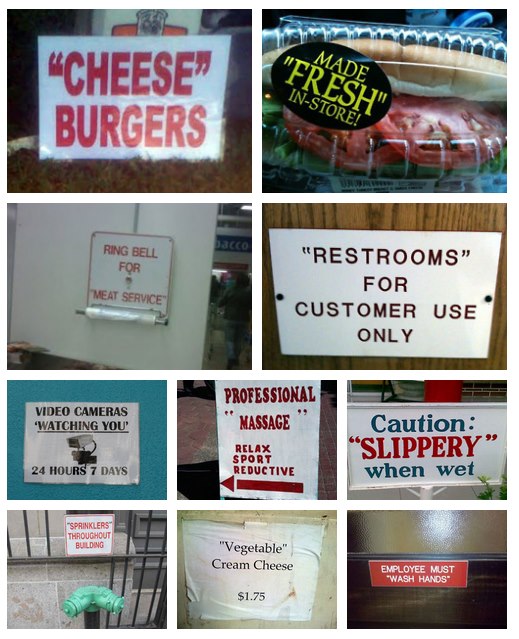 "CHEESE"
BURGERS
MADE
"FRESH"
IN-STORE!
RING BELL
FOR
"MEAT SERVICE"
"RESTROOMS"
FOR
CUSTOMER USE
ONLY
VIDEO CAMERAS
'WATCHING YOU'
24 HOURS 7 DAYS
PROFESSIONAL
"MASSAGE"
RELAX
SPORT
REDUCTIVE
Caution:
"SLIPPERY"
when wet
"SPRINKLERS"
THROUGHOUT
BUILDING
"Vegetable"
Cream Cheese
$1.75
EMPLOYEE MUST
"WASH HANDS"